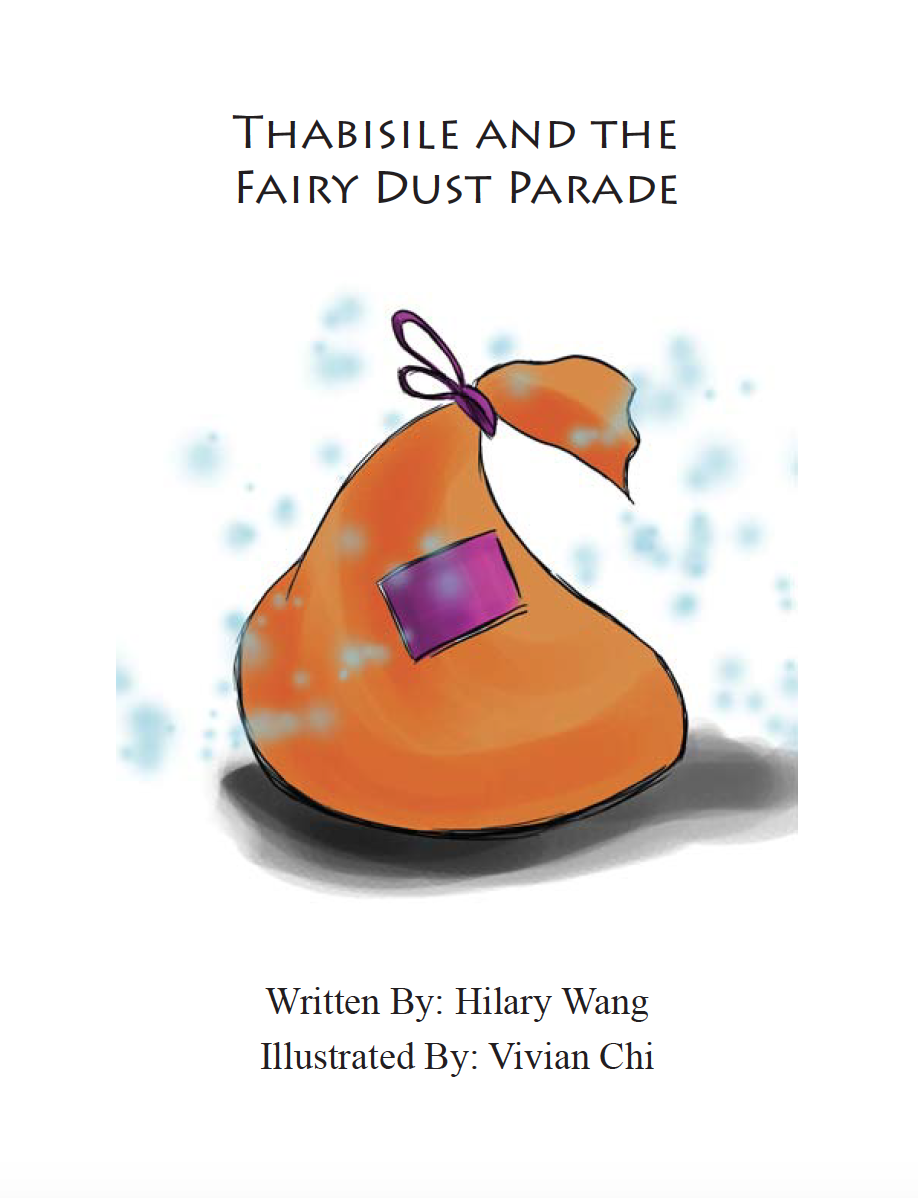 Thabisile and the
Fairy Dust Parade
Written By: Hilary Wang
Illustrated By: Vivian Chi